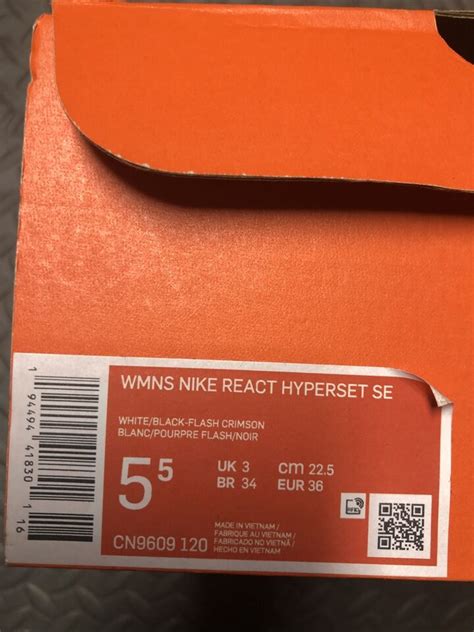 WMNS NIKE REACT HYPERSET SE
WHITE/BLACK-FLASH CRIMSON
BLANC/POURPRE FLASH/NOIR
5 5
UK 3
cm 22.5
BR 34
EUR 36
MADE IN VIETNAM /
FABRIQUE AU VIETNAM /
FABRICADO NO VIETNÃ /
HECHO EN VIETNAM
CN9609 120
1 94494 41830 1 16